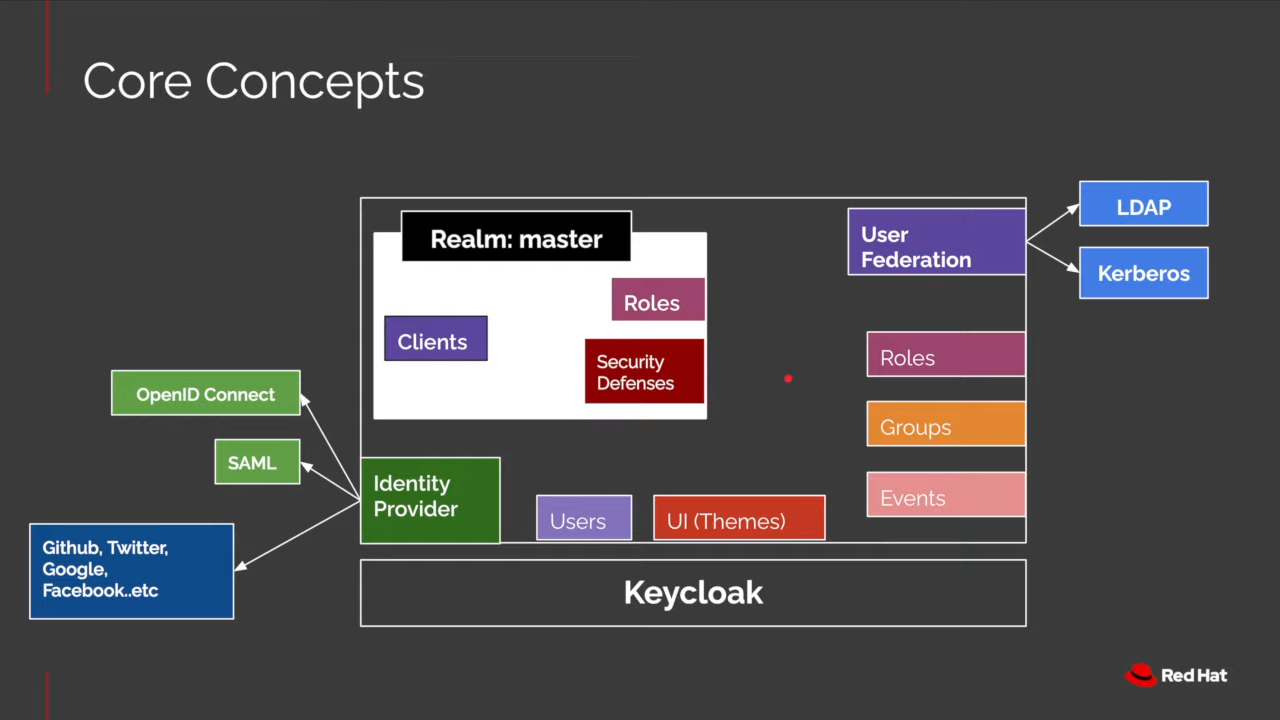 Core Concepts
Realm: master
Roles
Clients
Security
Defenses
User
Federation
LDAP
Kerberos
Roles
Groups
Events
OpenID Connect
SAML
Github, Twitter,
Google,
Facebook..etc
Identity
Provider
Users
UI (Themes)
Keycloak
Red Hat